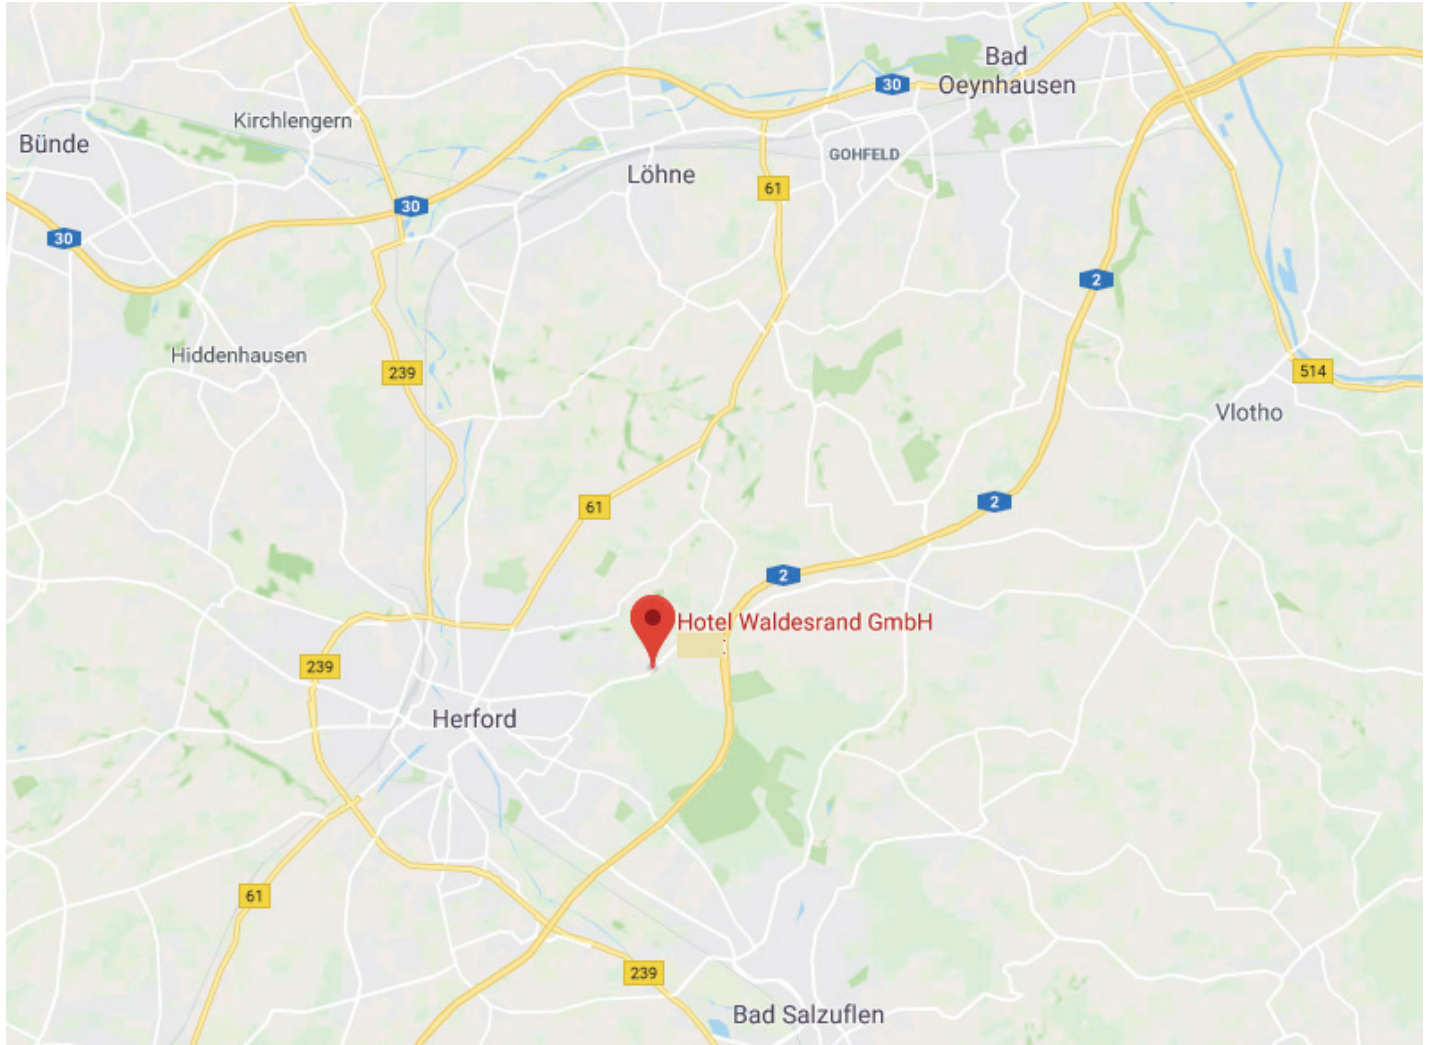 Bad
Oeynhausen
30
Kirchlengern
Bünde
GOHFELD
Löhne
61
30
30
2
Hiddenhausen
239
514
Vlotho
2
61
2
Hotel Waldesrand GmbH
239
Herford
61
239
Bad Salzuflen